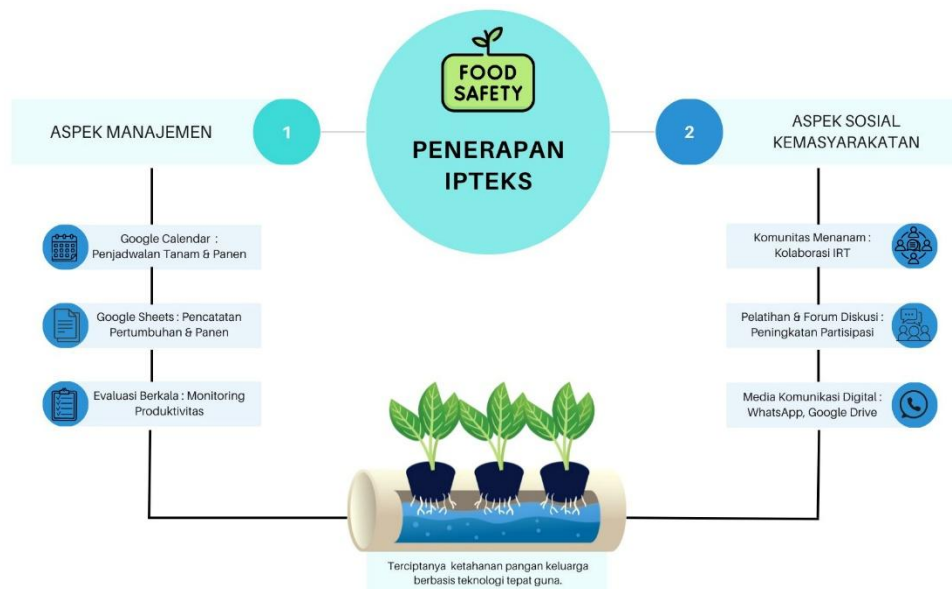 FOOD
SAFETY
PENERAPAN
IPTEKS
ASPEK MANAJEMEN
1
Google Calendar :
Penjadwalan Tanam & Panen
Google Sheets : Pencatatan
Pertumbuhan & Panen
Evaluasi Berkala : Monitoring
Produktivitas
2
ASPEK SOSIAL
KEMASYARAKATAN
Komunitas Menanam :
Kolaborasi IRT
Pelatihan & Forum Diskusi :
Peningkatan Partisipasi
Media Komunikasi Digital :
WhatsApp, Google Drive
Terciptanya ketahanan pangan keluarga
berbasis teknologi tepat guna.